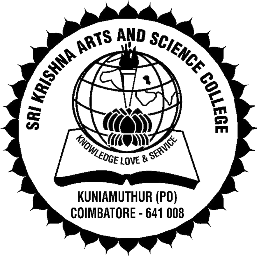 SRI KRISHNA ARTS AND SCIENCE COLLEGE
KNOWLEDGE LOVE & SERVICE
KUNIAMUTHUR (PO)
COIMBATORE - 641 008